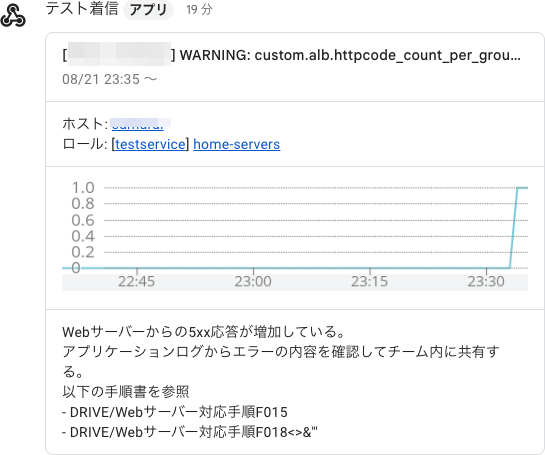 テスト着信 アプリ 19 分
[ ] WARNING: custom.alb.httpcode_count_per_grou...
08/21 23:35 ～
ホスト:
ロール: [testservice] home-servers
1.0
0.8
0.6
0.4
0.2
0
22:45 23:00 23:15 23:30
Webサーバーからの5xx応答が増加している。
アプリケーションログからエラーの内容を確認してチーム内に共有す
る。
以下の手順書を参照
- DRIVE/Webサーバー対応手順F015
- DRIVE/Webサーバー対応手順F018<>&"'